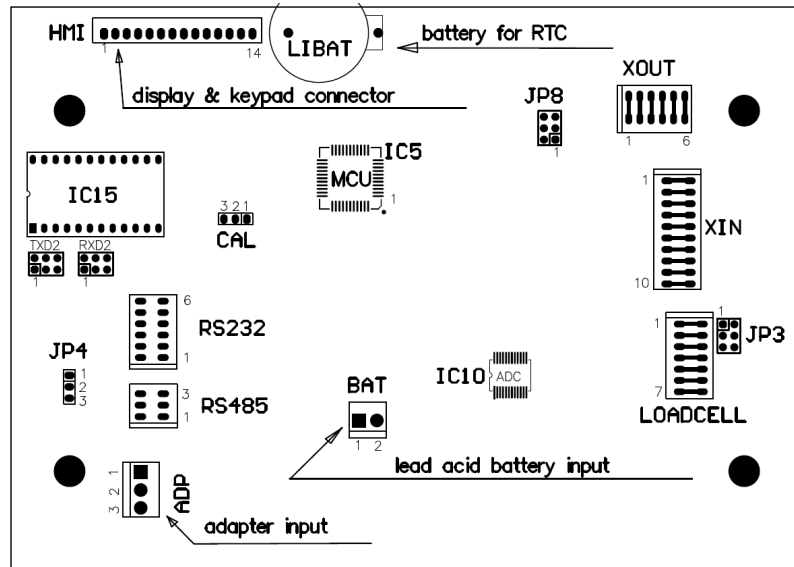 HMI
1
14
LIBAT
battery for RTC
display & keypad connector
XOUT
1
6
JP8
1
IC5
MCU
1
IC15
3 2 1
CAL
TXD2
RXD2
1
1
1
XIN
10
6
RS232
1
JP4
1
2
3
3
RS485
1
BAT
1 2
IC10
ADC
1
1
JP3
7
LOADCELL
lead acid battery input
1
2
3
ADP
adapter input